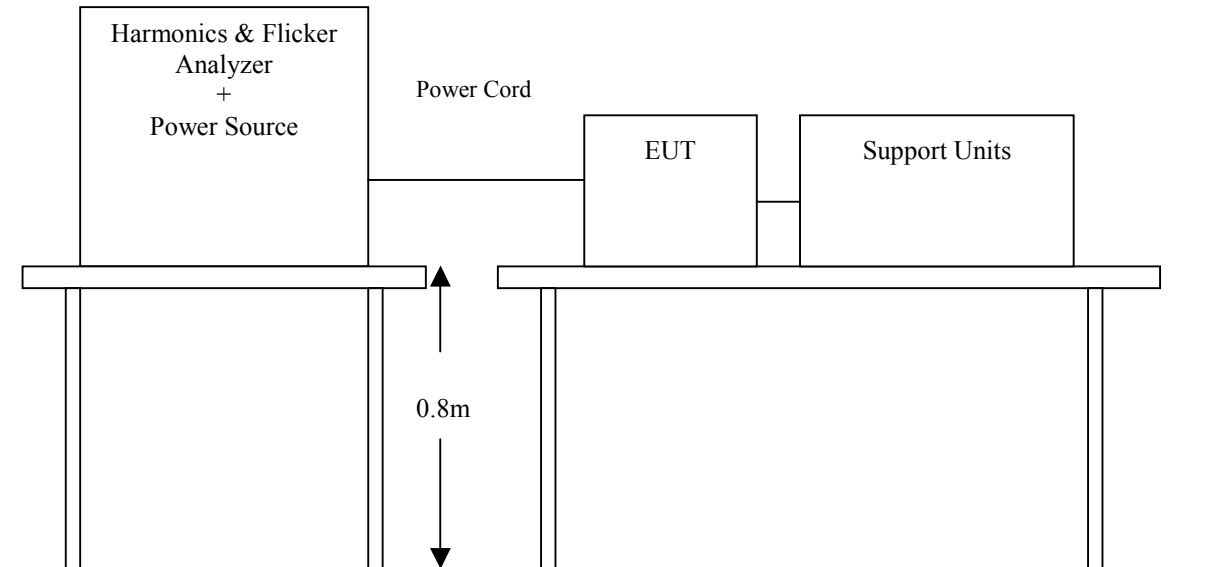 Harmonics & Flicker
Analyzer
+
Power Source
Power Cord
EUT
Support Units
0.8m